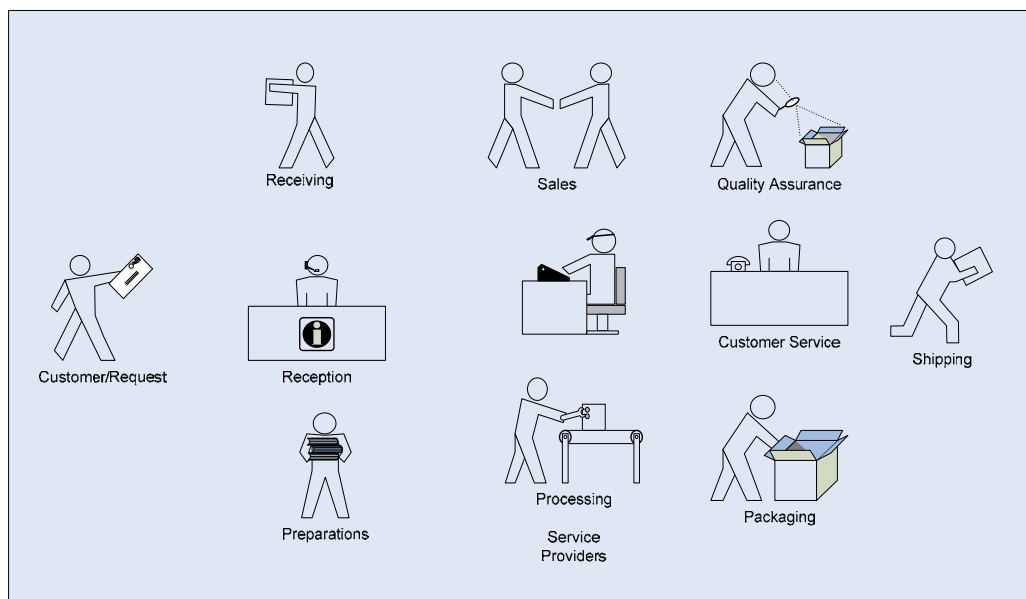 Receiving
Sales
Quality Assurance
Customer/Request
Reception
Customer Service
Shipping
Preparations
Processing
Service
Providers
Packaging